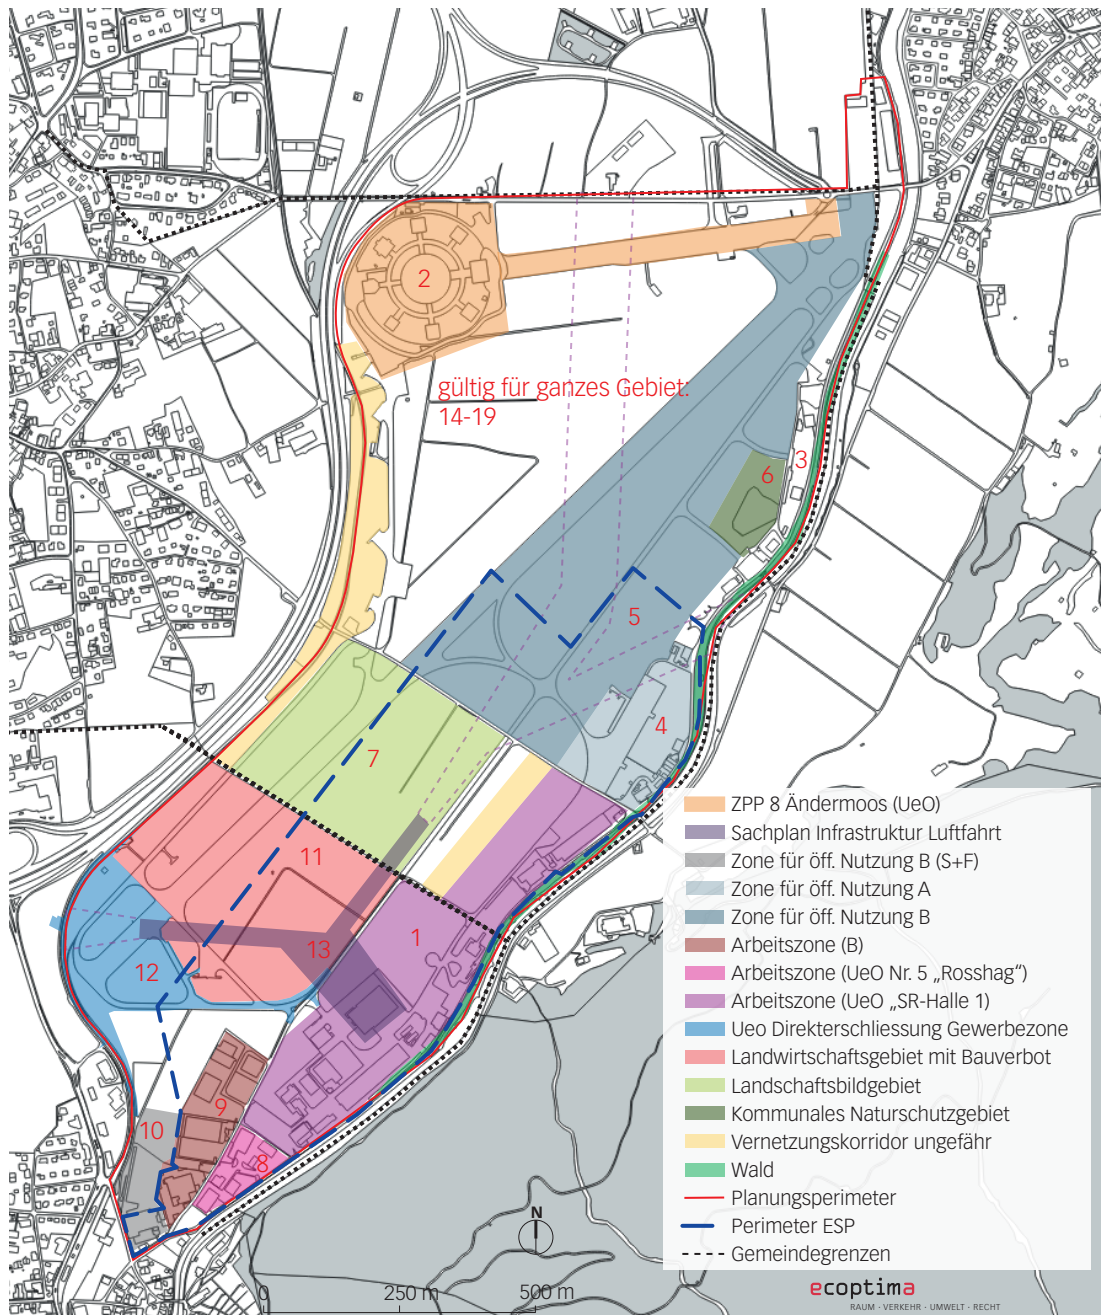 2
gültig für ganzes Gebiet:
14-19
3
6
5
4
7
11
1
13
12
9
10
8
ZPP 8 Ändermoos (UeO)
Sachplan Infrastruktur Luftfahrt
Zone für öff. Nutzung B (S+F)
Zone für öff. Nutzung A
Zone für öff. Nutzung B
Arbeitszone (B)
Arbeitszone (UeO Nr. 5 „Rosshag“)
Arbeitszone (UeO „SR-Halle 1)
Ueo Direkterschliessung Gewerbezone
Landwirtschaftsgebiet mit Bauverbot
Landschaftsbildgebiet
Kommunales Naturschutzgebiet
Vernetzungskorridor ungefähr
Wald
Planungsperimeter
Perimeter ESP
Gemeindegrenzen
N
0 250 m 500 m
ecoptima
RAUM · VERKEHR · UMWELT · RECHT